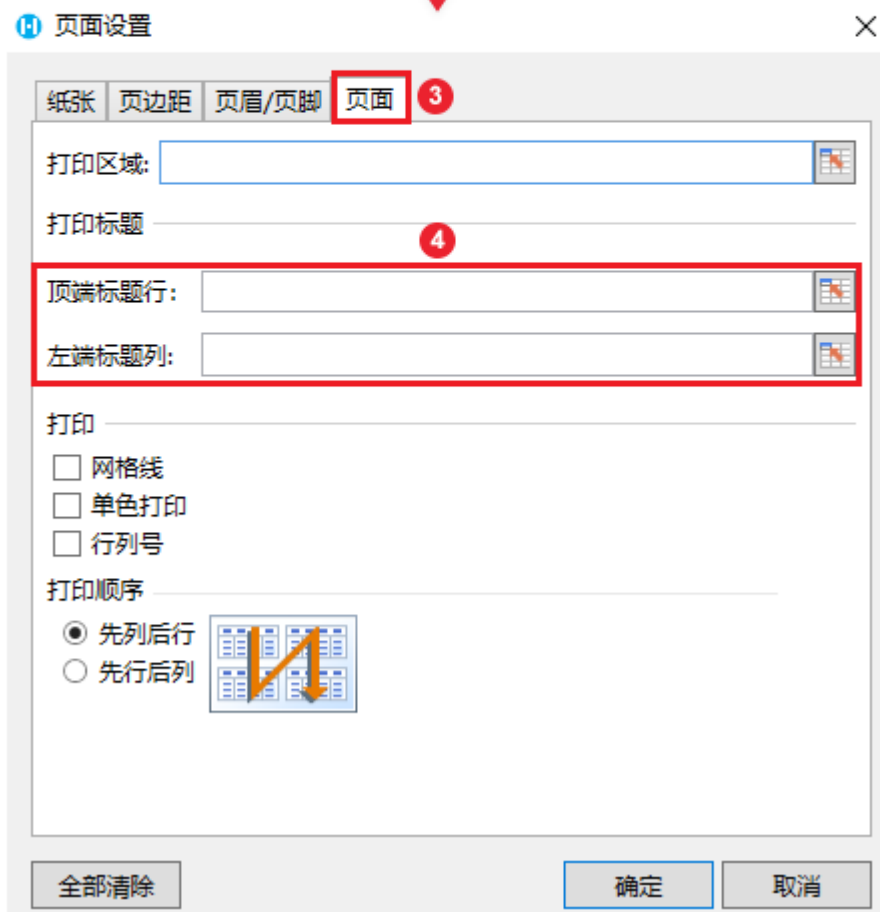 页面设置
纸张 页边距 页眉/页脚 页面 3
打印区域:
打印标题
4
顶端标题行:
左端标题列:
打印
网格线
单色打印
行列号
打印顺序
先列后行
先行后列
全部清除 确定 取消